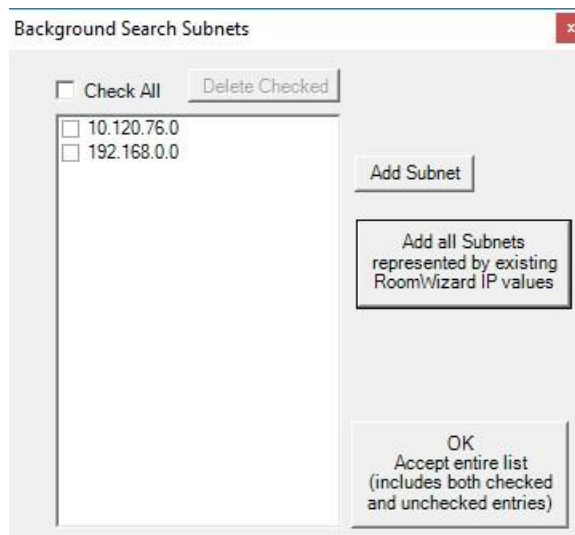 Background Search Subnets
x
Check All
Delete Checked
10.120.76.0
192.168.0.0
Add Subnet
Add all Subnets
represented by existing
RoomWizard IP values
OK
Accept entire list
(includes both checked
and unchecked entries)